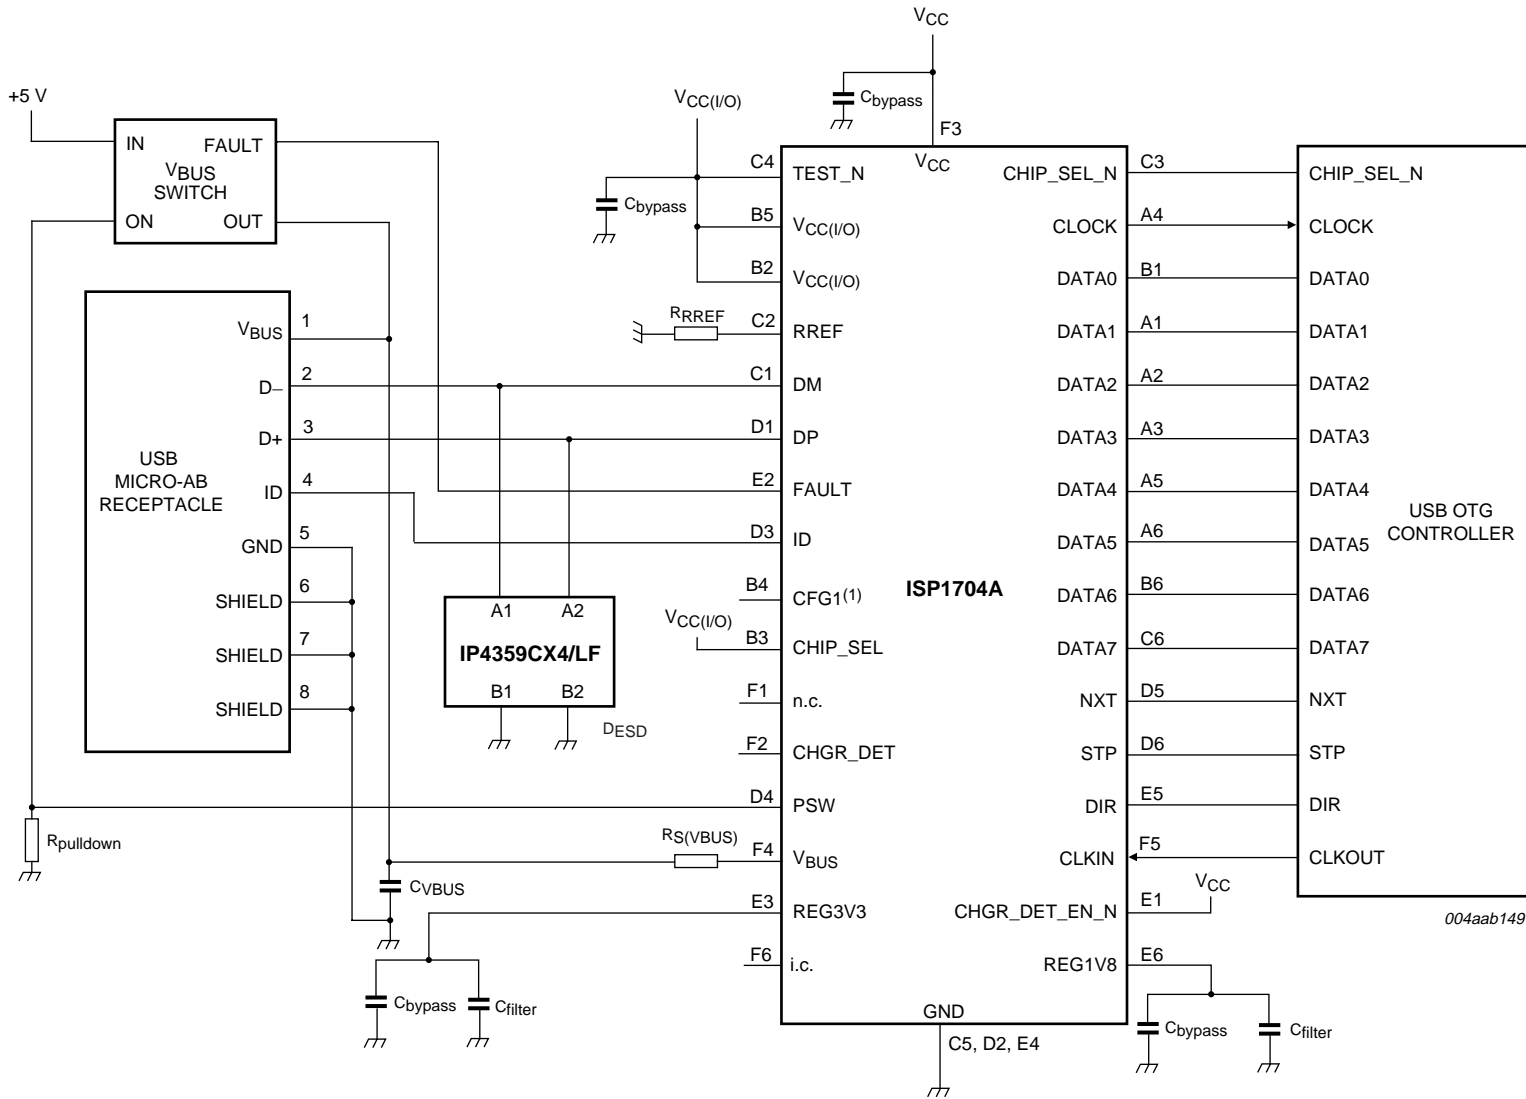 VCC
Cbypass
F3
VCC
+5 V
IN
FAULT
VBUS
SWITCH
ON
OUT
VCC(I/O)
Cbypass
C4
TEST_N
B5
VCC(I/O)
B2
VCC(I/O)
RRREF
C2
RREF
C1
DM
D1
DP
E2
FAULT
D3
ID
B4
CFG1(1)
VCC(I/O)
B3
CHIP_SEL
F1
n.c.
F2
CHGR_DET
D4
PSW
RS(VBUS)
F4
VBUS
E3
REG3V3
F6
i.c.
ISP1704A
GND
C5, D2, E4
VBUS
1
D–
2
D+
3
ID
4
GND
5
SHIELD
6
SHIELD
7
SHIELD
8
USB
MICRO-AB
RECEPTACLE
A1
A2
IP4359CX4/LF
B1
B2
DESD
Rpulldown
CVBUS
Cbypass
Cfilter
CHIP_SEL_N
C3
CHIP_SEL_N
CLOCK
A4
CLOCK
DATA0
B1
DATA0
DATA1
A1
DATA1
DATA2
A2
DATA2
DATA3
A3
DATA3
DATA4
A5
DATA4
DATA5
A6
DATA5
DATA6
B6
DATA6
DATA7
C6
DATA7
NXT
D5
NXT
STP
D6
STP
DIR
E5
DIR
CLKIN
F5
CLKOUT
USB OTG
CONTROLLER
VCC
CHGR_DET_EN_N
E1
REG1V8
E6
Cbypass
Cfilter
004aab149